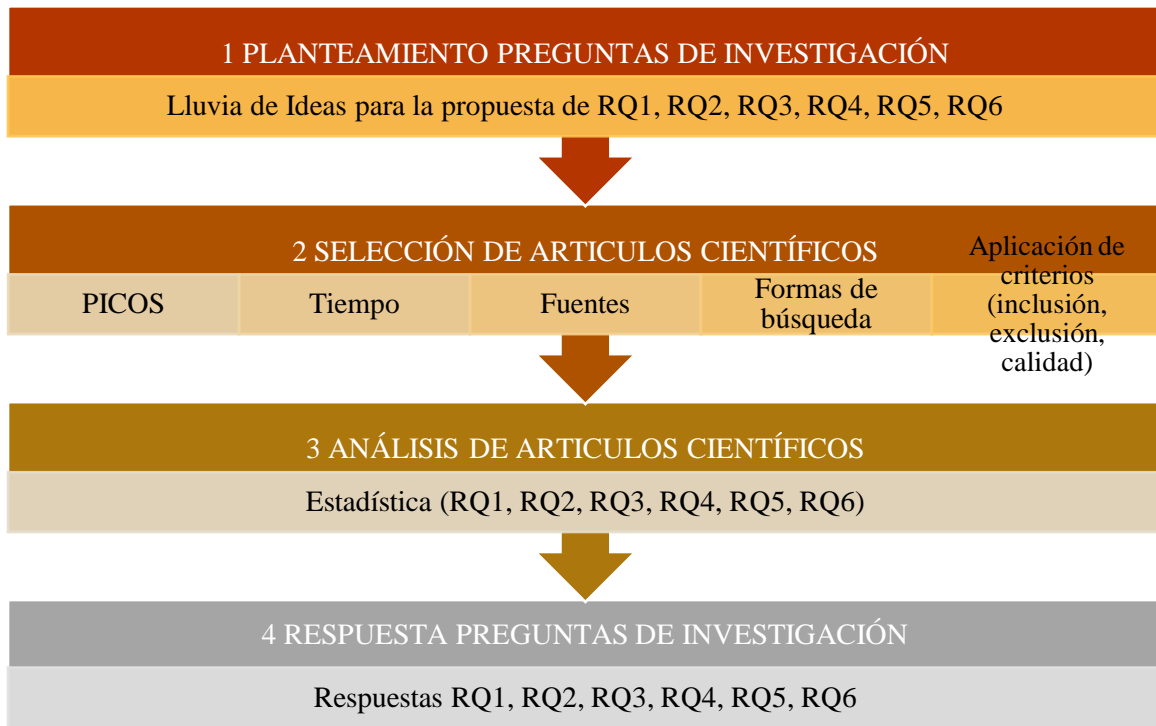 1 PLANTEAMIENTO PREGUNTAS DE INVESTIGACIÓN
Lluvia de Ideas para la propuesta de RQ1, RQ2, RQ3, RQ4, RQ5, RQ6
2 SELECCIÓN DE ARTICULOS CIENTÍFICOS
PICOS
Tiempo
Fuentes
Formas de
búsqueda
Aplicación de
criterios
(inclusión,
exclusión,
calidad)
3 ANÁLISIS DE ARTICULOS CIENTÍFICOS
Estadística (RQ1, RQ2, RQ3, RQ4, RQ5, RQ6)
4 RESPUESTA PREGUNTAS DE INVESTIGACIÓN
Respuestas RQ1, RQ2, RQ3, RQ4, RQ5, RQ6